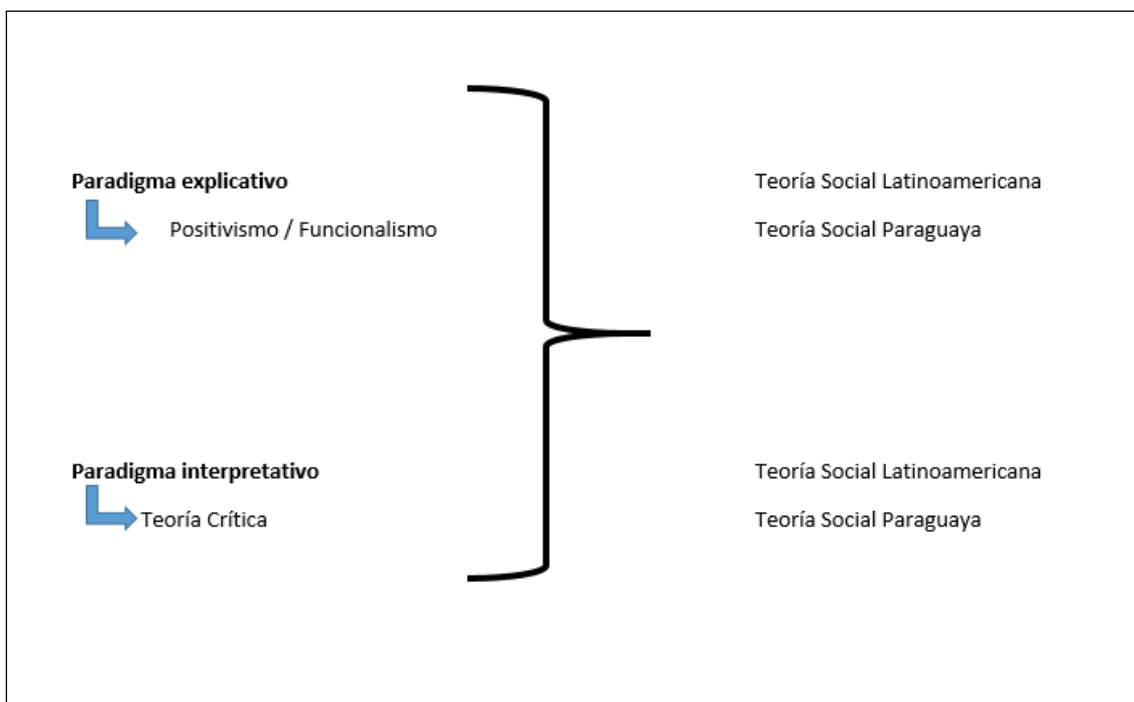 Paradigma explicativo
Teoría Social Latinoamericana
Positivismo / Funcionalismo
Teoría Social Paraguaya
Paradigma interpretativo
Teoría Social Latinoamericana
Teoría Crítica
Teoría Social Paraguaya